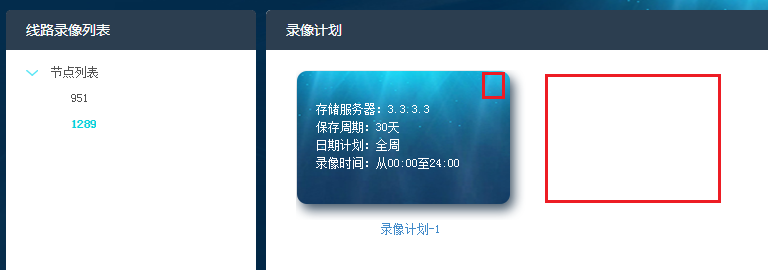 线路录像列表
节点列表
951
1289
录像计划
存储服务器：3.3.3.3
保存周期：30天
日期计划：全周
录像时间：从00:00至24:00
录像计划-1